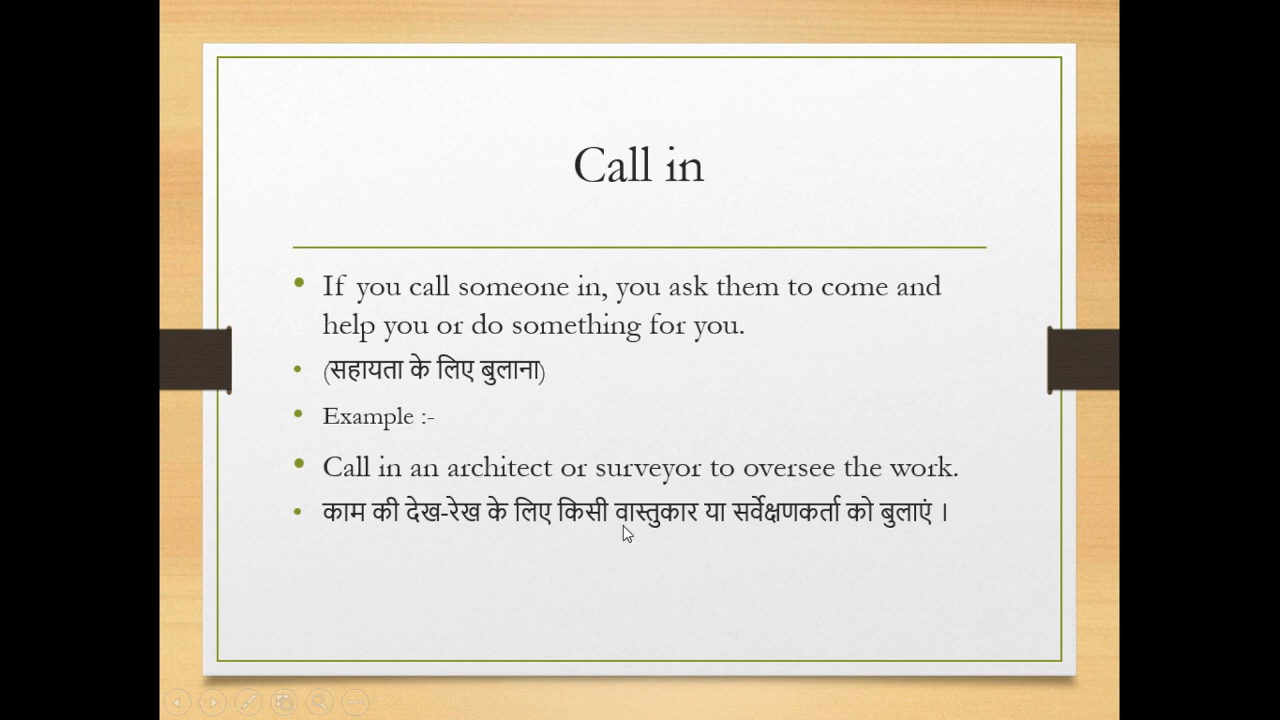 Call in
• If you call someone in, you ask them to come and
help you or do something for you.
• (सहायता के लिए बुलाना)
• Example :-
• Call in an architect or surveyor to oversee the work.
• काम की देख-रेख के लिए किसी वास्तुकार या सर्वेक्षणकर्ता को बुलाएं ।